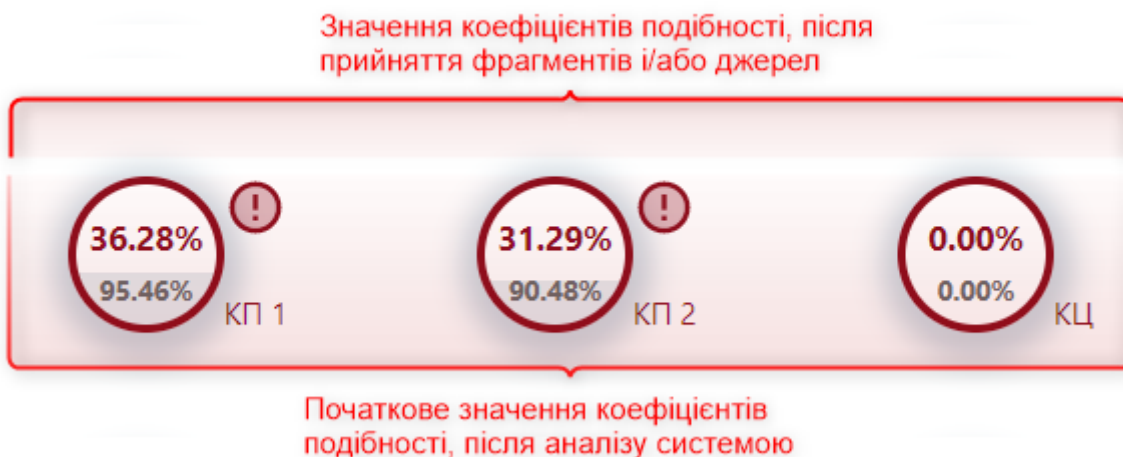 Значення коефіцієнтів подібності, після
прийняття фрагментів і/або джерел
!
!
36.28%
31.29%
0.00%
95.46%
90.48%
0.00%
КП 1
КП 2
КЦ
Початкове значення коефіцієнтів
подібності, після аналізу системою